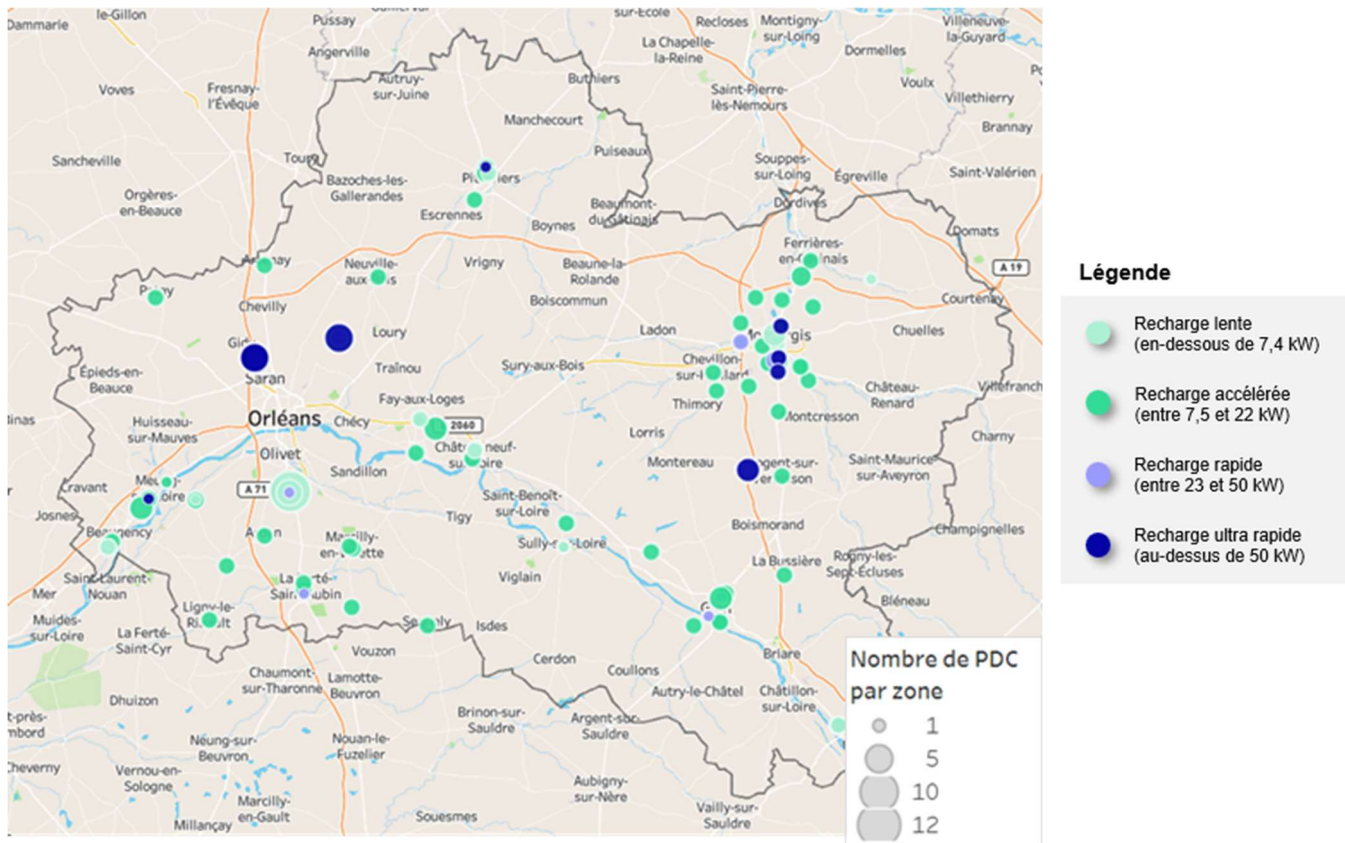 le-Gillon
Dammarle
Pussay
sur-École
Recloses
Montigny-
sur-Loing
Villeneuve-
la-Guyard
Angerville
La Chapelle-
la-Reine
Dormelles
Voves
Fresnay-
l'Évêque
Autruy-
sur-Juine
Buthiers
Saint-Pierre-
lès-Nemours
Voulx
Villethierry
Manchecourt
Brannay
Sancheville
Puiseaux
Souppes-
sur-Loing
Égreville
Saint-Valérien
Orgères-
en-Beauce
Bazoches-les-
Gallerandes
Escrennes
Boynes
Beaumont-
du-Gâtinais
Dordives
Domats
Ferrières-
Neuville-
Vrigny
Beaune-la-
Rolande
A 19
Chevilly
Boiscommun
Courtenay
Loury
Ladon
Chuelles
Épieds-en-
Beauce
Saran
Traînou
Sury-aux-Bois
Chevillon-
Château-
Renard
Thimory
Orléans
Chécy
Fay-aux-Loges
2060
Montcresson
Huisseau-
sur-Mauves
Lorris
Charny
Olivet
Sandillon
Montereau
Saint-Maurice-
sur-Aveyron
Cravant
A 71
Saint-Benoît-
sur-Loire
Josnes
Tigy
Boismorand
Champignelles
Beaugency
La Bussière
Rogny-les-
Sept-Écluses
Saint-Laurent-
Nouan
Viglain
Mer
Bléneau
Muides-
sur-Loire
Ligny-le-
La Ferté-
Saint-Cyr
Isdes
Vouzon
Cerdon
Briare
Chaumont-
sur-Tharonne
Lamotte-
Beuvron
Coullons
Autry-le-Châtel
Châtillon-
sur-Loire
Dhuizon
Brinon-sur-
Sauldre
Argent-sur-
Sauldre
Neung-sur-
Beuvron
Nouan-le-
Fuzelier
Cheverny
Vernou-en-
Sologne
Aubigny-
sur-Nère
Marcilly-
en-Gault
Millançay
Souesmes
Vailly-sur-
Sauldre
Nombre de PDC
par zone
1
5
10
12
Légende
Recharge lente
(en-dessous de 7,4 kW)
Recharge accélérée
(entre 7,5 et 22 kW)
Recharge rapide
(entre 23 et 50 kW)
Recharge ultra rapide
(au-dessus de 50 kW)